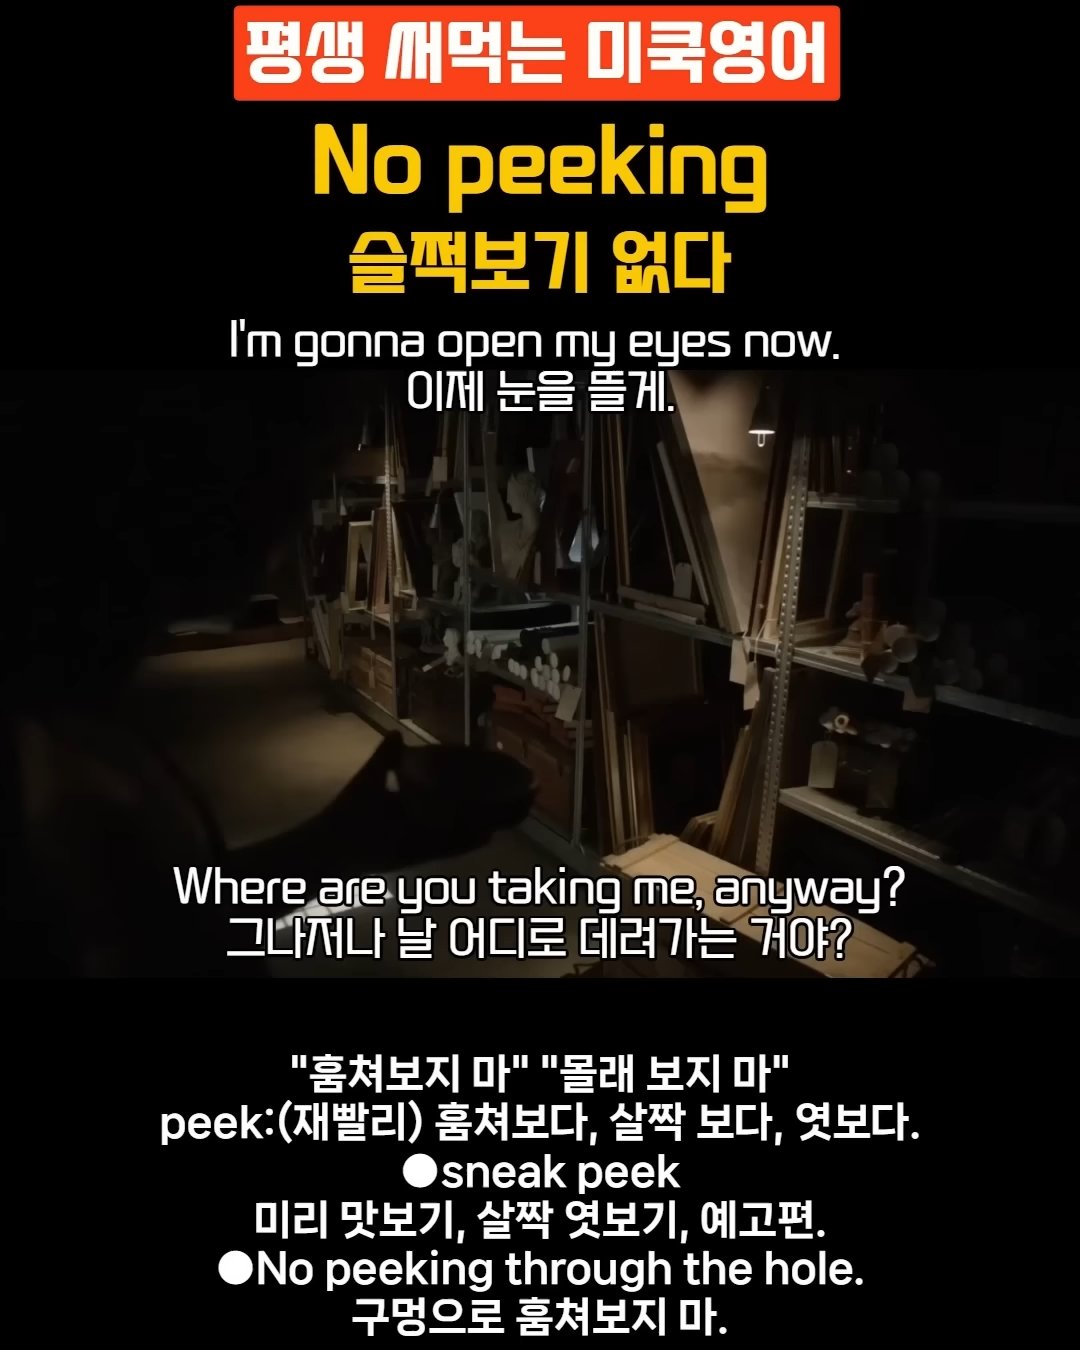 평생 써먹는 미쿡영어
No peeking
슬쩍보기 없다
I'm gonna open my eyes now.
이제 눈을 뜰게.
Where are you taking me, anyway?
그나저나 날 어디로 데려가는 거야?
"훔쳐보지 마" "몰래 보지 마"
peek:(재빨리) 훔쳐보다, 살짝 보다, 엿보다.
●sneak peek
미리 맛보기, 살짝 엿보기, 예고편.
●No peeking through the hole.
구멍으로 훔쳐보지 마.